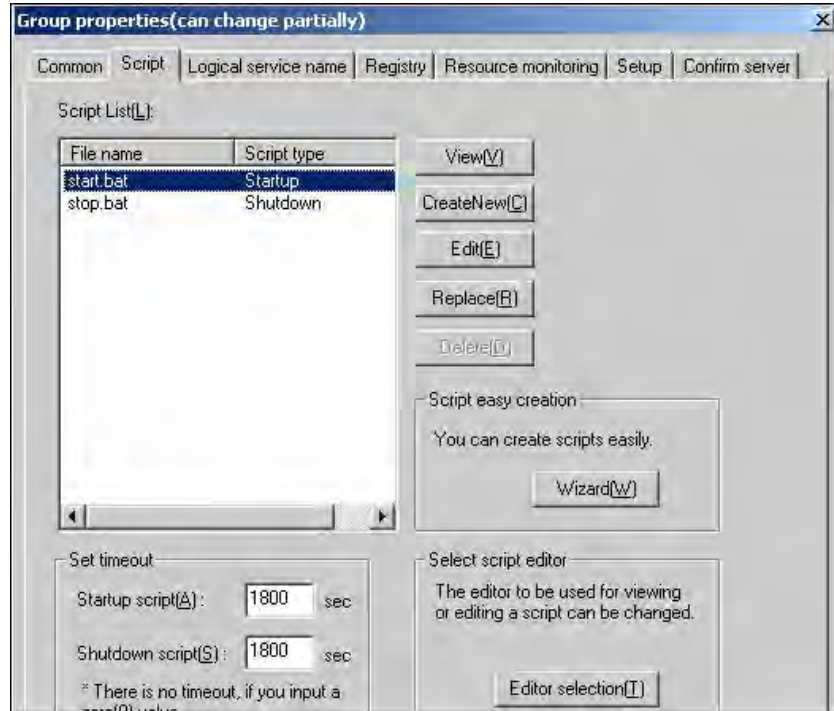 Group properties(can change partially)
Common Script Logical service name Registry Resource monitoring Setup Confirm server
Script List(L):
File name Script type
start.bat Startup
stop.bat Shutdown
View(V)
CreateNew(C)
Edit(E)
Replace(R)
Delete(D)
Script easy creation
You can create scripts easily.
Wizard(W)
Set timeout
Startup script(A) : 1800 sec
Shutdown script(S) : 1800 sec
* There is no timeout, if you input a
zero(0) value
Select script editor
The editor to be used for viewing
or editing a script can be changed.
Editor selection(T)